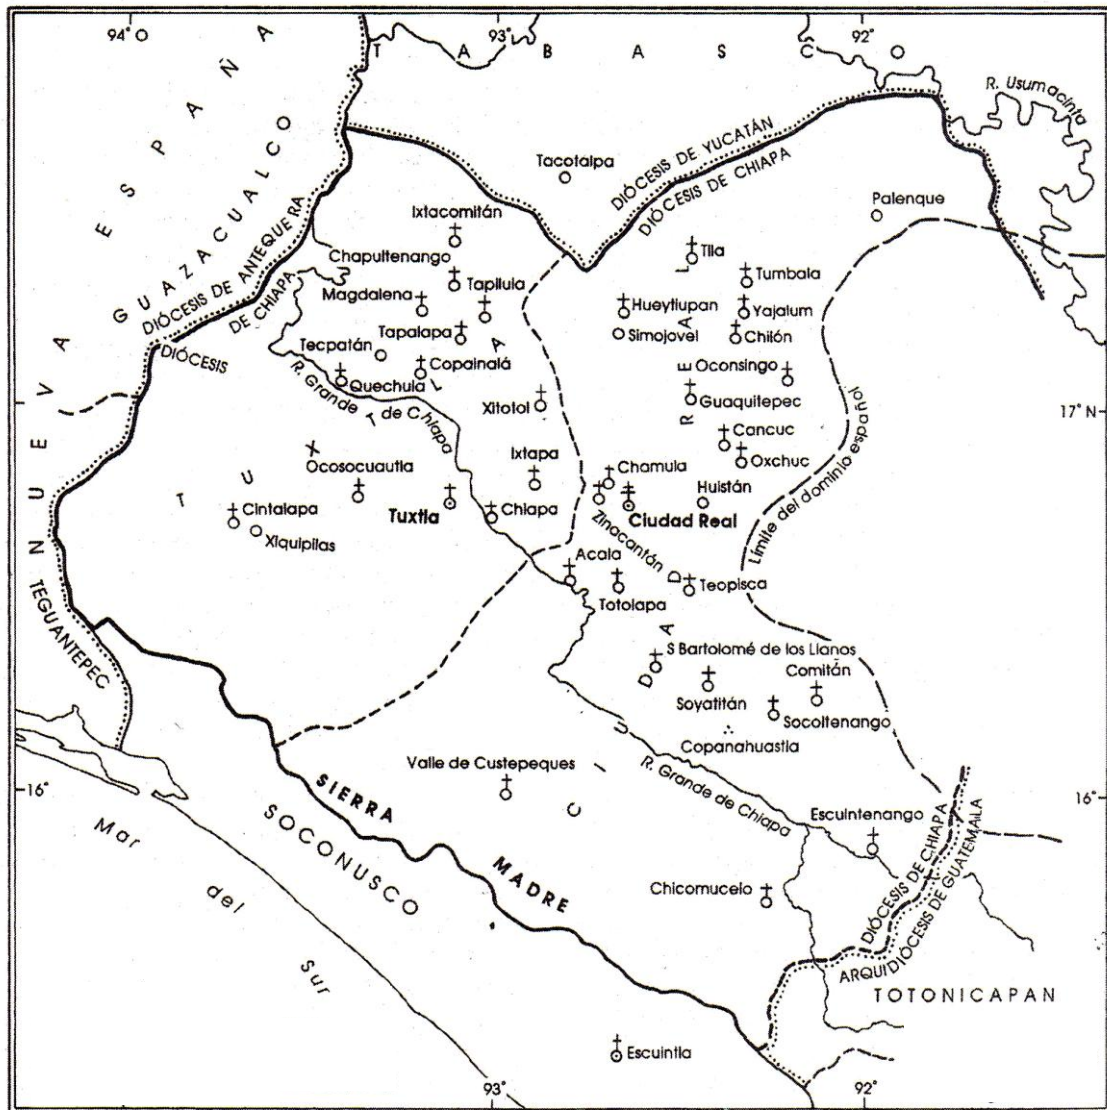 94°
93°
92°
NUEVA ESPAÑA
TABASCO
R. Usumacinta
GUAZACUALCO
DIÓCESIS DE ANTEQUERA
DIÓCESIS DE CHIAPA
DIÓCESIS DE YUCATÁN
DIÓCESIS DE CHIAPA
Tacotalpa
Palenque
Ixtacomitán
Chapultenango
Tapilula
Magdalena
Tapalapa
Tecpatán
Copainalá
Quechula
R. Grande de Chiapa
Xitotol
Tila
Tumbala
Hueytiupan
Yajalum
Simojovel
Chilón
Oconsingo
Guaquitepec
Cancuc
Oxchuc
17° N
Límite del dominio español
Ocosocuautla
Ixtapa
Chamula
Huistán
Cintalapa
Tuxtla
Chiapa
Ciudad Real
Xiquipilas
Zinacantán
TUXTLA
CIUDAD REAL
Acala
Totolapa
Teopisca
TEGUANTEPEC
S Bartolomé de los Llanos
Comitán
Soyatitán
Socoltenango
Copanahuastla
Valle de Custepeques
R. Grande de Chiapa
16°
16°
SIERRA MADRE
SOCONUSCO
Mar del Sur
Escuintenango
Chicomucelo
DIÓCESIS DE CHIAPA
ARQUIDIÓCESIS DE GUATEMALA
TOTONICAPAN
Escuintla
93°
92°